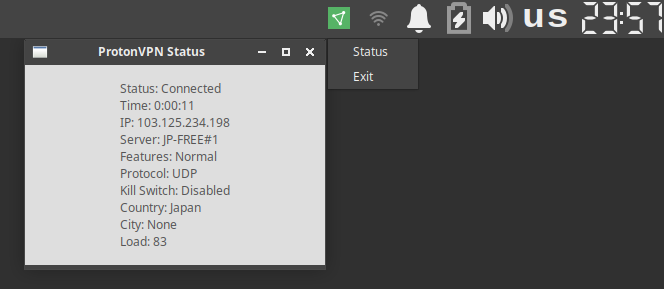 us 23:57
ProtonVPN Status
Status
Exit
Status: Connected
Time: 0:00:11
IP: 103.125.234.198
Server: JP-FREE#1
Features: Normal
Protocol: UDP
Kill Switch: Disabled
Country: Japan
City: None
Load: 83